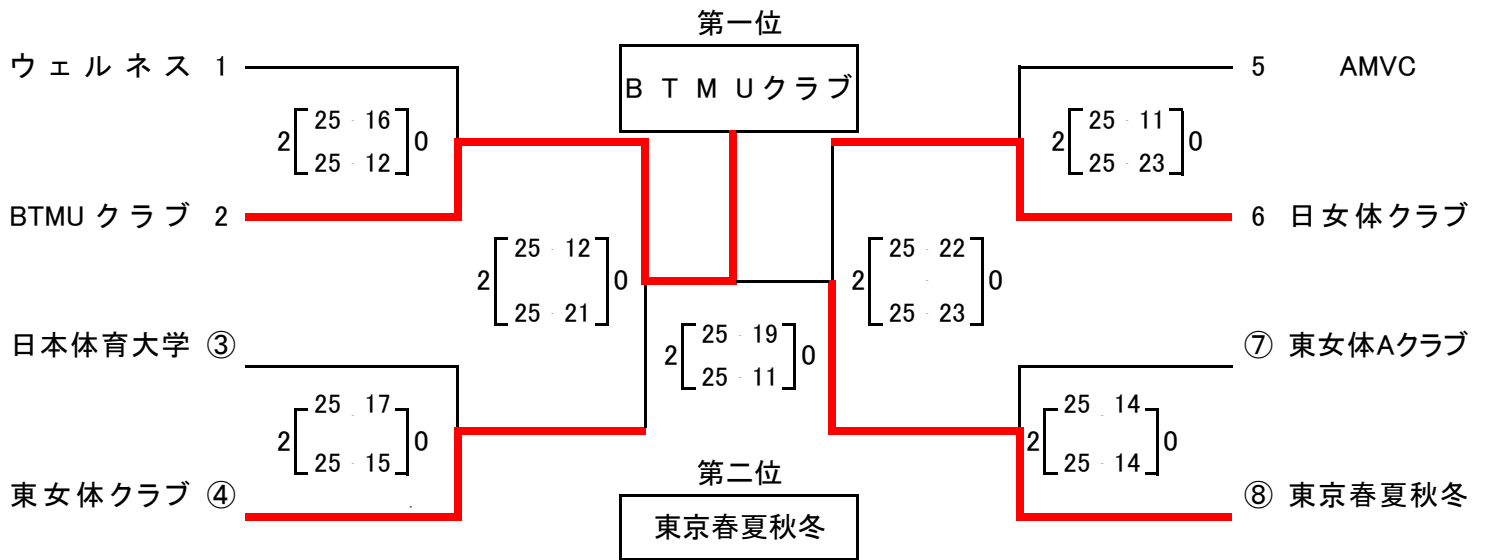 第一位
ウェルネス 1
BTMUクラブ
5 AMVC
2 25 - 16 0
25 - 12
2 25 - 11 0
25 - 23
BTMU クラブ 2
6 日女体クラブ
2 25 - 12 0
25 - 21
2 25 - 22 0
-
25 - 23
日本体育大学 ③
2 25 - 19 0
25 - 11
⑦ 東女体Aクラブ
2 25 - 17 0
25 - 15
2 25 - 14 0
25 - 14
第二位
東女体クラブ ④
東京春夏秋冬
⑧ 東京春夏秋冬